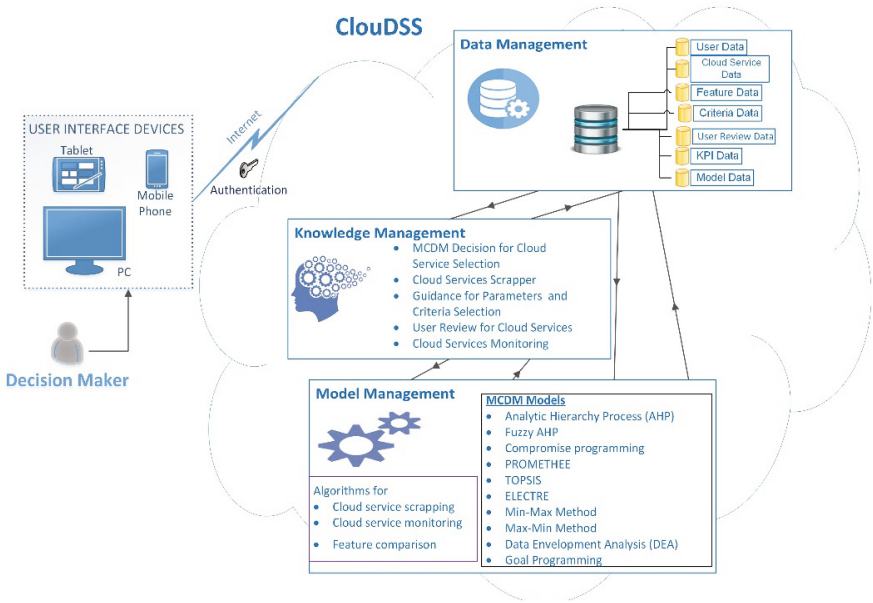 ClouDSS
Data Management
User Data
Cloud Service
Data
Feature Data
Criteria Data
User Review Data
KPI Data
Model Data
USER INTERFACE DEVICES
Tablet
Mobile
Phone
PC
Internet
Authentication
Decision Maker
Knowledge Management
• MCDM Decision for Cloud
Service Selection
• Cloud Services Scrapper
• Guidance for Parameters and
Criteria Selection
• User Review for Cloud Services
• Cloud Services Monitoring
Model Management
Algorithms for
• Cloud service scrapping
• Cloud service monitoring
• Feature comparison
MCDM Models
• Analytic Hierarchy Process (AHP)
• Fuzzy AHP
• Compromise programming
• PROMETHEE
• TOPSIS
• ELECTRE
• Min-Max Method
• Max-Min Method
• Data Envelopment Analysis (DEA)
• Goal Programming